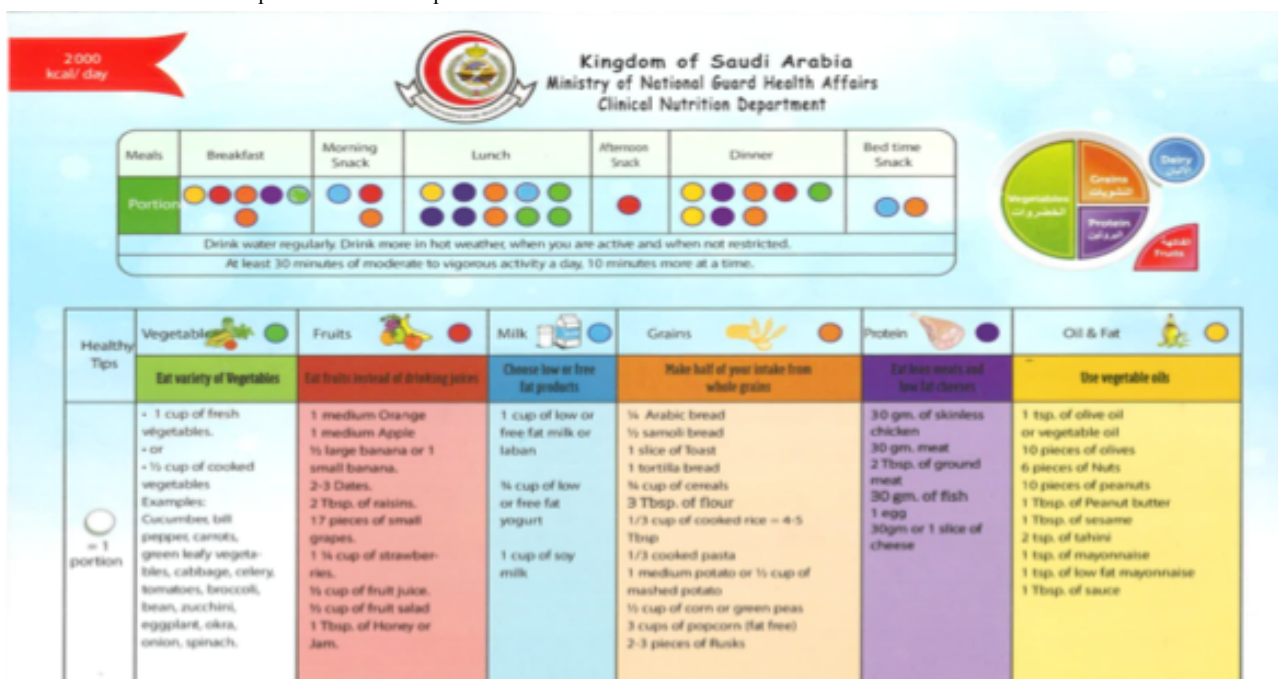 2000
kcal/ day
Kingdom of Saudi Arabia
Ministry of National Guard Health Affairs
Clinical Nutrition Department
Meals
Breakfast
Morning
Snack
Lunch
Afternoon
Snack
Dinner
Bed time
Snack
Portion
Drink water regularly. Drink more in hot weather, when you are active and when not restricted.
At least 30 minutes of moderate to vigorous activity a day, 10 minutes more at a time.
Vegetables
الخضروات
Grains
النشويات
Protein
البروتين
Dairy
الألبان
الفاكهة
Fruits
Healthy
Tips
Vegetable
Fruits
Milk
Grains
Protein
Oil & Fat
Eat variety of Vegetables
Eat fruits instead of drinking juices
Choose low or free
fat products
Make half of your intake from
whole grains
Eat lean meats and
low fat cheeses
Use vegetable oils
= 1
portion
- 1 cup of fresh
vegetables.
- or
- ½ cup of cooked
vegetables
Examples:
Cucumber, bill
pepper, carrots,
green leafy vegeta-
bles, cabbage, celery,
tomatoes, broccoli,
bean, zucchini,
eggplant, okra,
onion, spinach.
1 medium Orange
1 medium Apple
½ large banana or 1
small banana.
2-3 Dates.
2 Tbsp. of raisins.
17 pieces of small
grapes.
1 ¼ cup of strawber-
ries.
½ cup of fruit juice.
½ cup of fruit salad
1 Tbsp. of Honey or
Jam.
1 cup of low or
free fat milk or
laban
¾ cup of low
or free fat
yogurt
1 cup of soy
milk
¼ Arabic bread
½ samoli bread
1 slice of Toast
1 tortilla bread
¾ cup of cereals
3 Tbsp. of flour
1/3 cup of cooked rice = 4-5
Tbsp
1/3 cooked pasta
1 medium potato or ½ cup of
mashed potato
½ cup of corn or green peas
3 cups of popcorn (fat free)
2-3 pieces of Rusks
30 gm. of skinless
chicken
30 gm. meat
2 Tbsp. of ground
meat
30 gm. of fish
1 egg
30gm or 1 slice of
cheese
1 tsp. of olive oil
or vegetable oil
10 pieces of olives
6 pieces of Nuts
10 pieces of peanuts
1 Tbsp. of Peanut butter
1 Tbsp. of sesame
2 tsp. of tahini
1 tsp. of mayonnaise
1 tsp. of low fat mayonnaise
1 Tbsp. of sauce